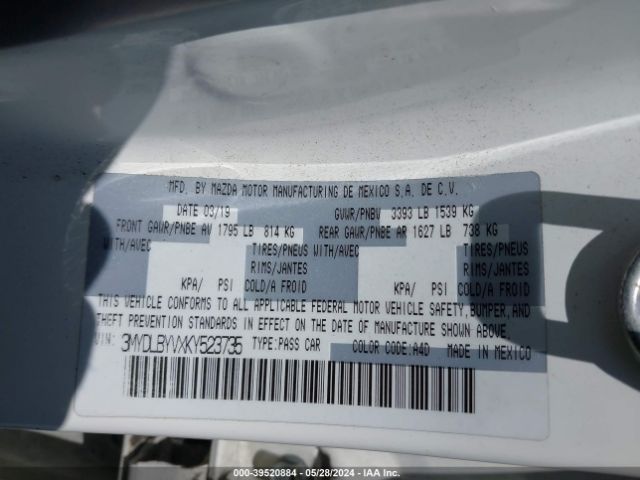 MFD. BY MAZDA MOTOR MANUFACTURING DE MEXICO S.A. DE C.V.
DATE 03/19 GVWR/PNBV 3393 LB 1539 KG
FRONT GAWR/PNBE AV 1795 LB 814 KG REAR GAWR/PNBE AR 1627 LB 738 KG
WITH/AVEC TIRES/PNEUS WITH/AVEC TIRES/PNEUS
RIMS/JANTES RIMS/JANTES
KPA/ PSI COLD/A FROID KPA/ PSI COLD/A FROID
THIS VEHICLE CONFORMS TO ALL APPLICABLE FEDERAL MOTOR VEHICLE SAFETY, BUMPER, AND
THEFT PREVENTION STANDARDS IN EFFECT ON THE DATE OF MANUFACTURE SHOWN ABOVE.
VIN: 3MYDLBYVXKY523735 TYPE:PASS CAR COLOR CODE:A4D MADE IN MEXICO
000-39520884 / 05/28/2024 / IAA Inc.